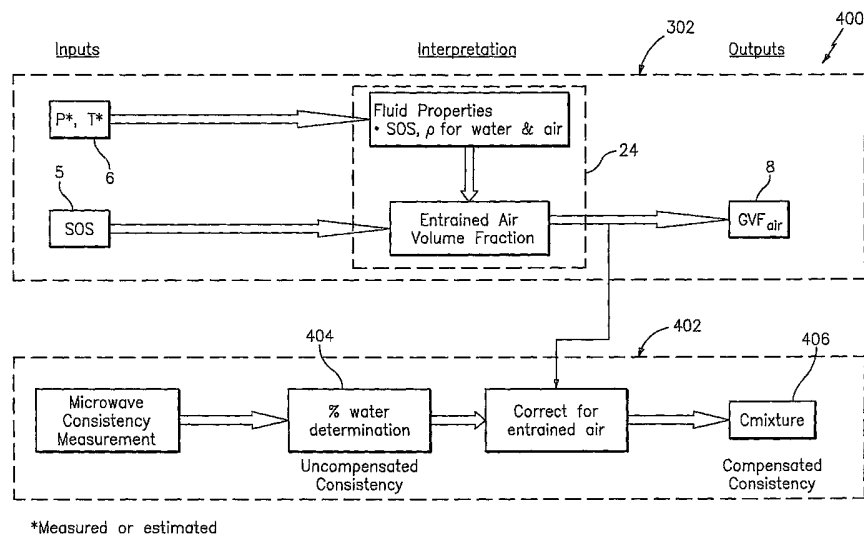 400
Inputs
Interpretation
302
Outputs
P*, T*
6
Fluid Properties
• SOS, ρ for water & air
24
5
SOS
Entrained Air
Volume Fraction
8
GVFair
402
404
406
Microwave
Consistency
Measurement
% water
determination
Correct for
entrained air
Cmixture
Uncompensated
Consistency
Compensated
Consistency
*Measured or estimated